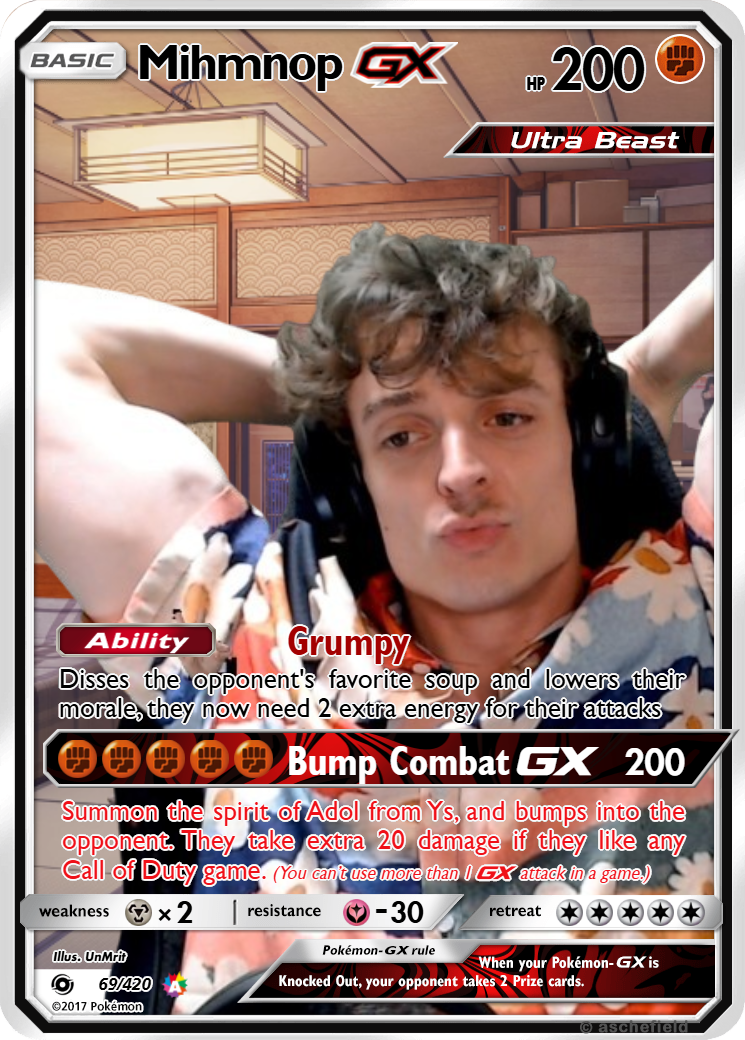 BASIC Mihmnop GX HP 200
Ultra Beast
Ability Grumpy
Disses the opponent's favorite soup and lowers their
morale, they now need 2 extra energy for their attacks
Bump Combat GX 200
Summon the spirit of Adol from Ys, and bumps into the
opponent. They take extra 20 damage if they like any
Call of Duty game. (You can't use more than 1 GX attack in a game.)
weakness × 2 | resistance -30 retreat
Illus. UnMrit
Pokémon-GX rule
When your Pokémon-GX is
Knocked Out, your opponent takes 2 Prize cards.
69/420 A
©2017 Pokémon
© aschefield